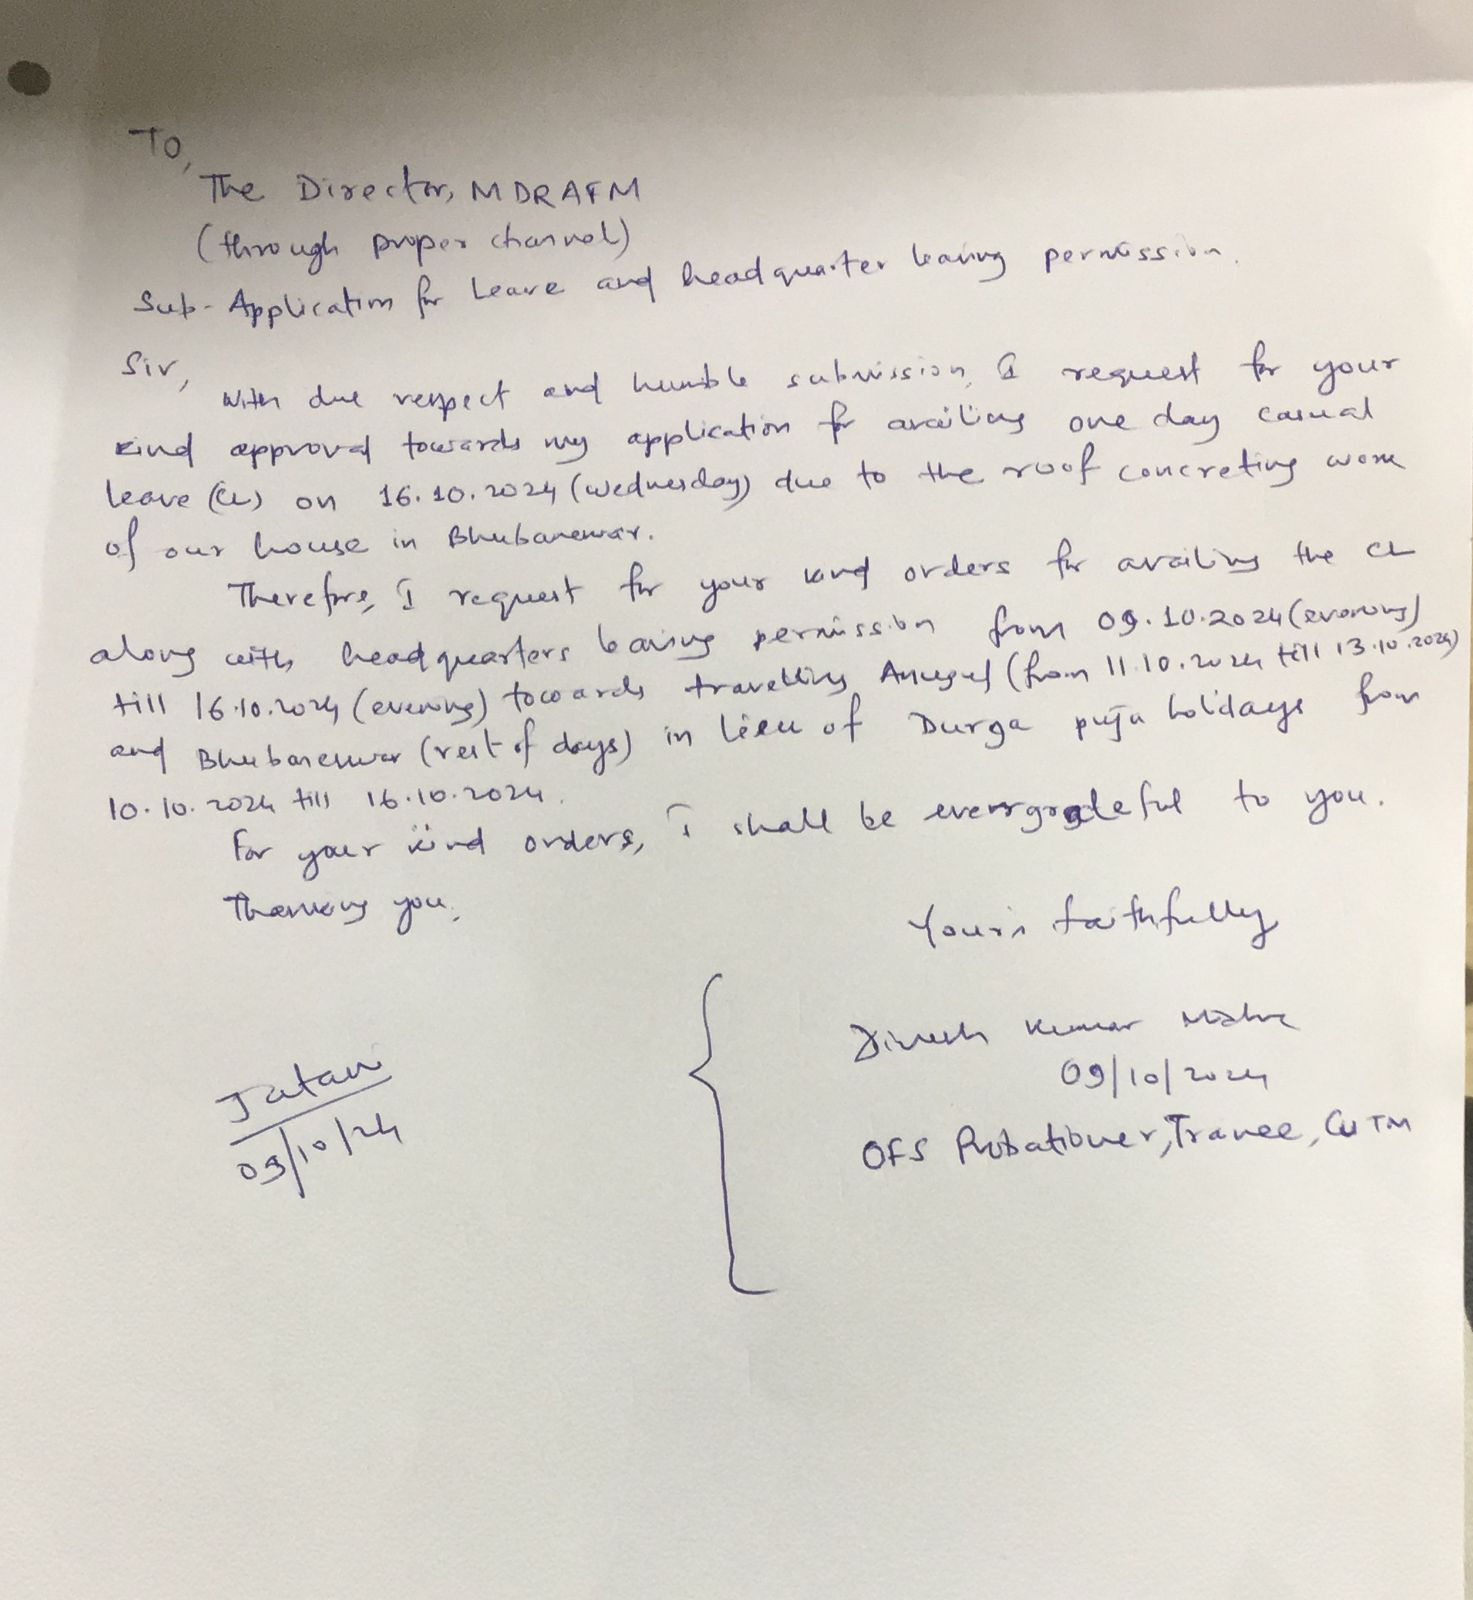 To,
The Director, MDRAFM
(through proper channel)
Sub- Application for Leave and headquarter leaving permission.
Sir,
With due respect and humble submission, I request for your
kind approval towards my application for availing one day casual
leave (CL) on 16.10.2024 (Wednesday) due to the roof concreting work
of our house in Bhubaneswar.
Therefore, I request for your kind orders for availing the CL
along with headquarters leaving permission from 09.10.2024 (evening)
till 16.10.2024 (evening) towards travelling Anugul (from 11.10.2024 till 13.10.2024)
and Bhubaneswar (rest of days) in lieu of Durga puja holidays from
10.10.2024 till 16.10.2024.
For your kind orders, I shall be evergrateful to you.
Thanking you.
Yours faithfully
Dinesh Kumar
09/10/2024
OFS Probationer, Trainee, CUTM
Jatani
09/10/24